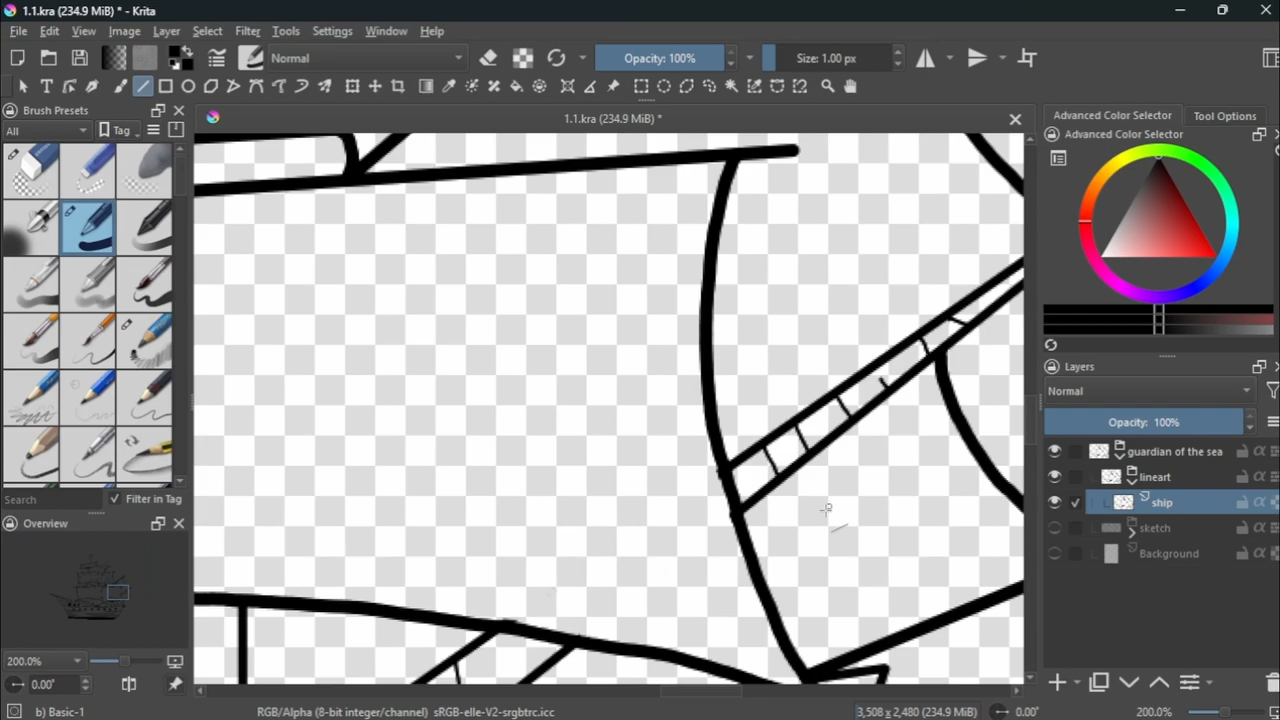 1.1.kra (234.9 MiB) * - Krita
File Edit View Image Layer Select Filter Tools Settings Window Help
Normal
Opacity: 100%
Size: 1.00 px
Brush Presets
All
Tag
1.1.kra (234.9 MiB) *
Advanced Color Selector
Tool Options
Advanced Color Selector
Layers
Normal
Opacity: 100%
guardian of the sea
lineart
ship
sketch
Background
Search
Filter in Tag
Overview
200.0%
0.00°
b) Basic-1
RGB/Alpha (8-bit integer/channel) sRGB-elle-V2-srgbtrc.icc
3,508 x 2,480 (234.9 MiB)
0.00°
200.0%